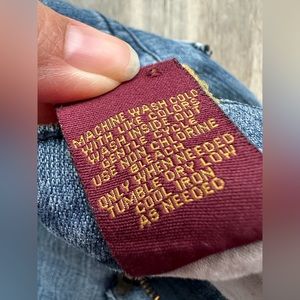 MACHINE WASH COLD
WITH LIKE COLORS
WASH INSIDE OUT
GENTLE CYCLE
USE NON CHLORINE
BLEACH
ONLY WHEN NEEDED
TUMBLE DRY LOW
COOL IRON
AS NEEDED